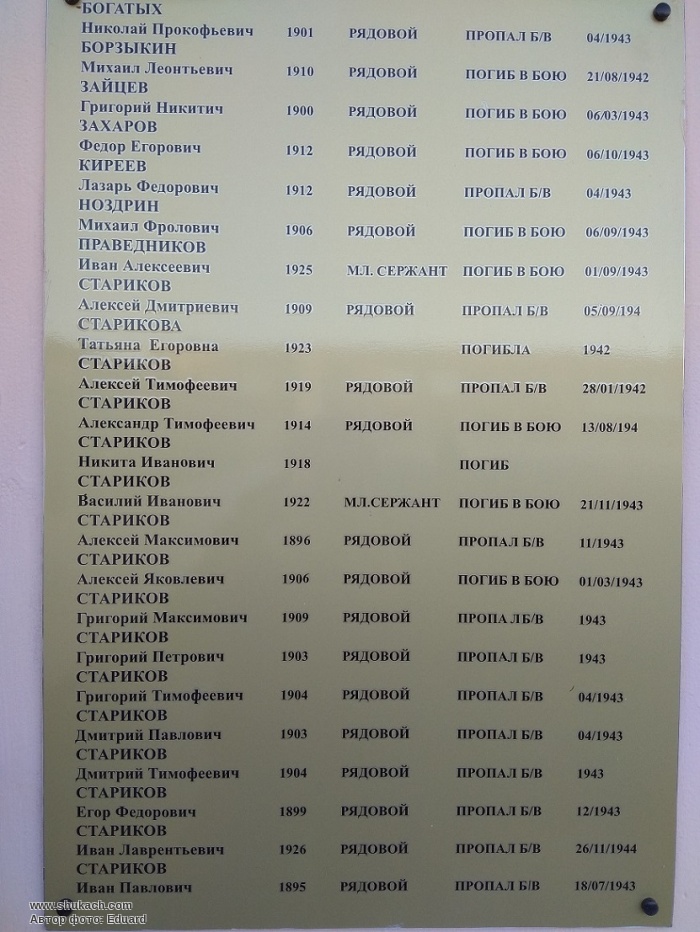 БОГАТЫХ
Николай Прокофьевич 1901 РЯДОВОЙ ПРОПАЛ Б/В 04/1943
БОРЗЫКИН
Михаил Леонтьевич 1910 РЯДОВОЙ ПОГИБ В БОЮ 21/08/1942
ЗАЙЦЕВ
Григорий Никитич 1900 РЯДОВОЙ ПОГИБ В БОЮ 06/03/1943
ЗАХАРОВ
Федор Егорович 1912 РЯДОВОЙ ПОГИБ В БОЮ 06/10/1943
КИРЕЕВ
Лазарь Федорович 1912 РЯДОВОЙ ПРОПАЛ Б/В 04/1943
НОЗДРИН
Михаил Фролович 1906 РЯДОВОЙ ПОГИБ В БОЮ 06/09/1943
ПРАВЕДНИКОВ
Иван Алексеевич 1925 МЛ. СЕРЖАНТ ПОГИБ В БОЮ 01/09/1943
СТАРИКОВ
Алексей Дмитриевич 1909 РЯДОВОЙ ПРОПАЛ Б/В 05/09/194
СТАРИКОВА
Татьяна Егоровна 1923 ПОГИБЛА 1942
СТАРИКОВ
Алексей Тимофеевич 1919 РЯДОВОЙ ПРОПАЛ Б/В 28/01/1942
СТАРИКОВ
Александр Тимофеевич 1914 РЯДОВОЙ ПОГИБ В БОЮ 13/08/194
СТАРИКОВ
Никита Иванович 1918 ПОГИБ
СТАРИКОВ
Василий Иванович 1922 МЛ.СЕРЖАНТ ПОГИБ В БОЮ 21/11/1943
СТАРИКОВ
Алексей Максимович 1896 РЯДОВОЙ ПРОПАЛ Б/В 11/1943
СТАРИКОВ
Алексей Яковлевич 1906 РЯДОВОЙ ПОГИБ В БОЮ 01/03/1943
СТАРИКОВ
Григорий Максимович 1909 РЯДОВОЙ ПРОПА ЛБ/В 1943
СТАРИКОВ
Григорий Петрович 1903 РЯДОВОЙ ПРОПАЛ Б/В 1943
СТАРИКОВ
Григорий Тимофеевич 1904 РЯДОВОЙ ПРОПАЛ Б/В 04/1943
СТАРИКОВ
Дмитрий Павлович 1903 РЯДОВОЙ ПРОПАЛ Б/В 04/1943
СТАРИКОВ
Дмитрий Тимофеевич 1904 РЯДОВОЙ ПРОПАЛ Б/В 1943
СТАРИКОВ
Егор Федорович 1899 РЯДОВОЙ ПРОПАЛ Б/В 12/1943
СТАРИКОВ
Иван Лаврентьевич 1926 РЯДОВОЙ ПРОПАЛ Б/В 26/11/1944
СТАРИКОВ
Иван Павлович 1895 РЯДОВОЙ ПРОПАЛ Б/В 18/07/1943
www.shukach.com
Автор фото: Eduard